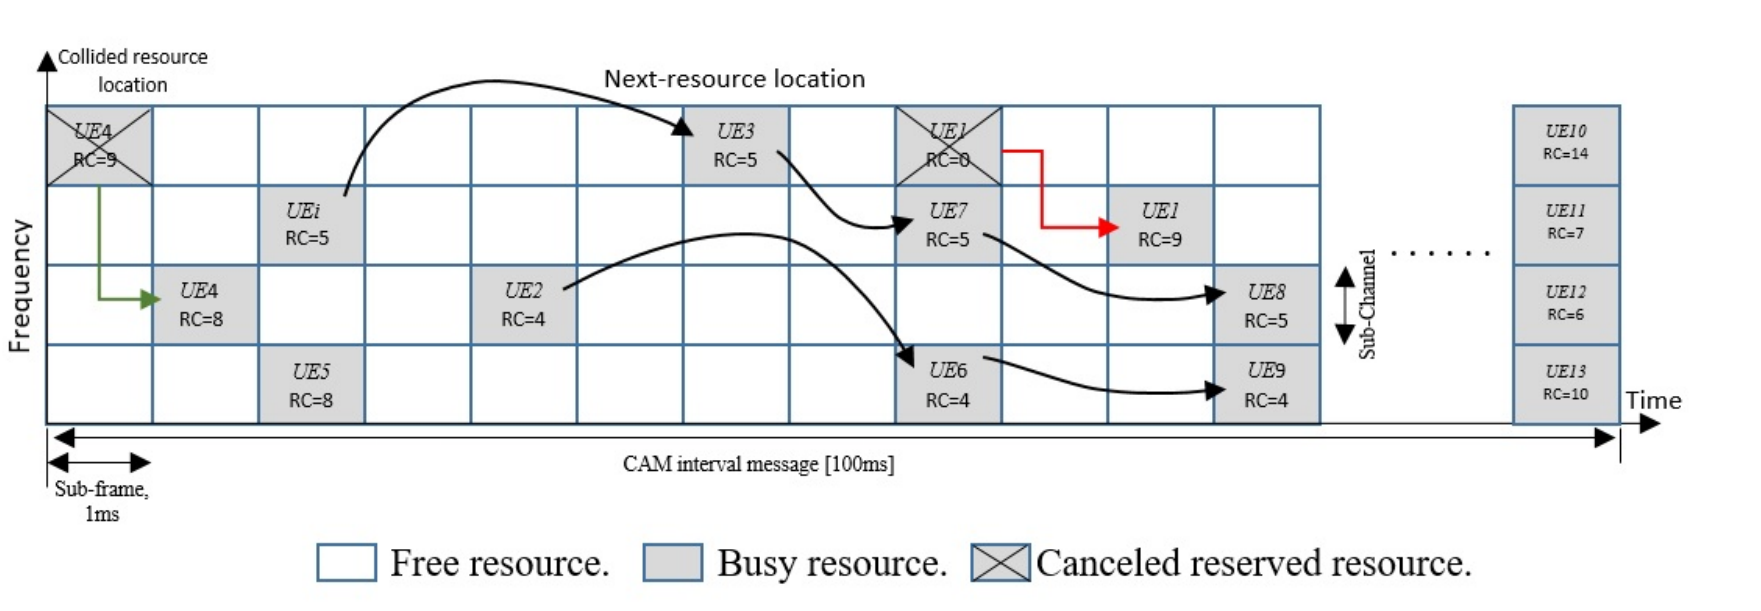 Collided resource
location
Next-resource location
UE4
RC=9
UE3
RC=5
UE1
RC=0
UE10
RC=14
UEi
RC=5
UE7
RC=5
UE1
RC=9
UE11
RC=7
UE4
RC=8
UE2
RC=4
UE8
RC=5
UE12
RC=6
UE5
RC=8
UE6
RC=4
UE9
RC=4
UE13
RC=10
Frequency
Sub-Channel
. . . . . .
Time
CAM interval message [100ms]
Sub-frame,
1ms
Free resource.
Busy resource.
Canceled reserved resource.